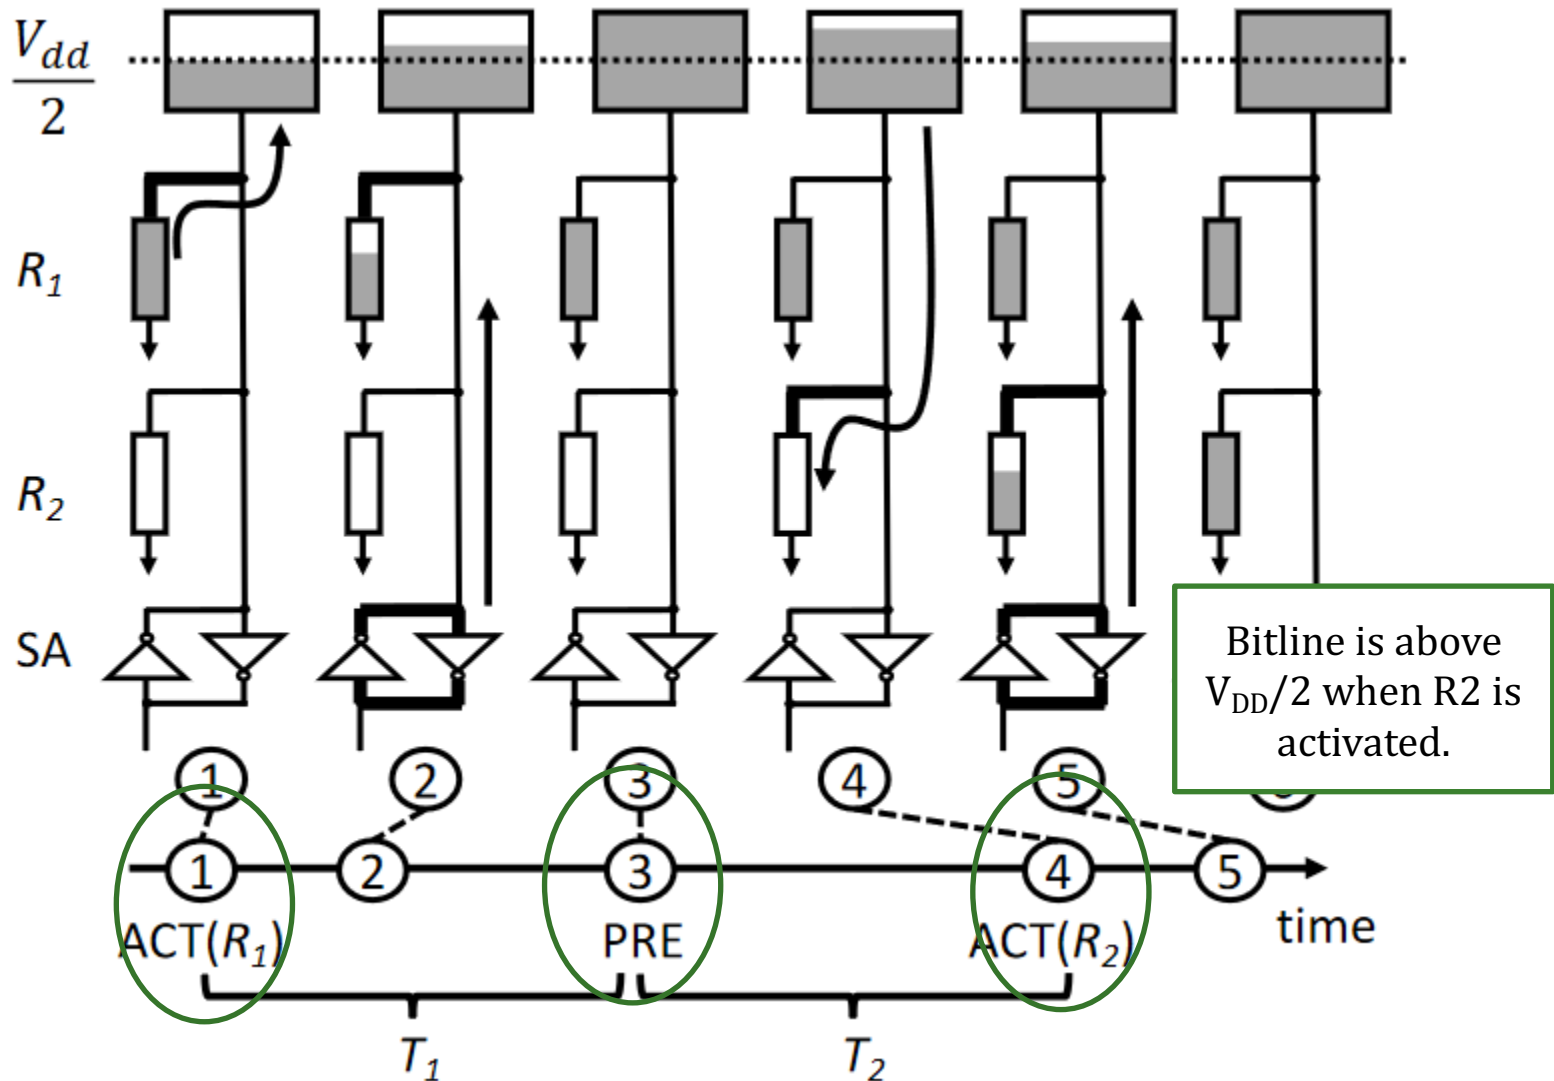 Vdd
2
R1
R2
SA
Bitline is above
VDD/2 when R2 is
activated.
1 2 3 4 5
1 2 3 4 5
ACT(R1) PRE ACT(R2) time
T1 T2